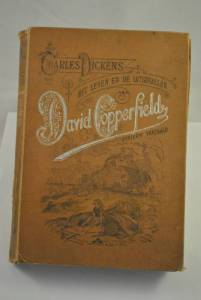 CHARLES DICKENS
HET LEVEN EN DE LOTGEVALLEN
VAN
David Copperfield